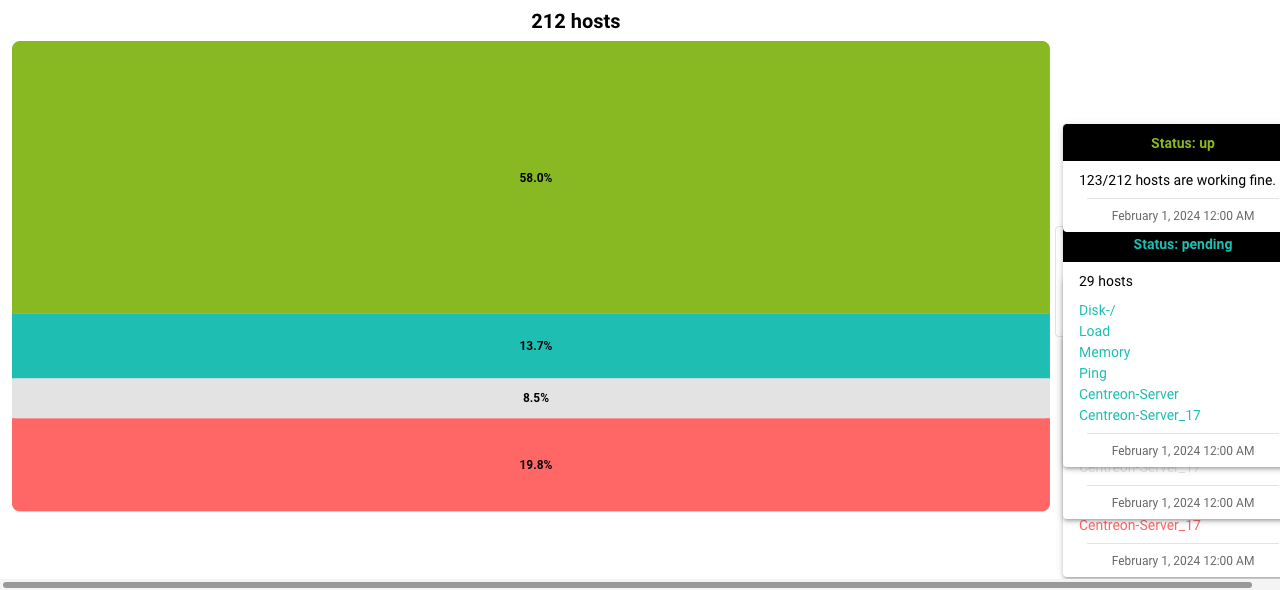 212 hosts
58.0%
13.7%
8.5%
19.8%
Status: up
123/212 hosts are working fine.
February 1, 2024 12:00 AM
Status: pending
29 hosts
Disk-/
Load
Memory
Ping
Centreon-Server
Centreon-Server_17
February 1, 2024 12:00 AM
Centreon-Server_17
February 1, 2024 12:00 AM
Centreon-Server_17
February 1, 2024 12:00 AM